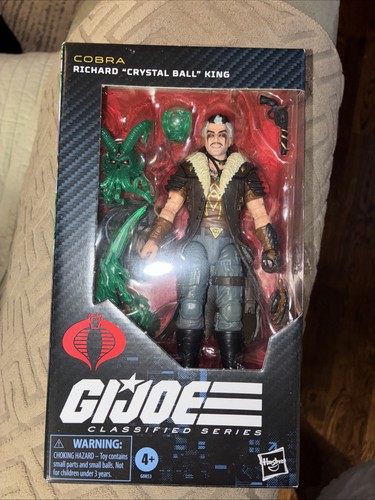 COBRA
RICHARD "CRYSTAL BALL" KING
GIJOE
CLASSIFIED SERIES
WARNING:
CHOKING HAZARD – Toy contains
small parts and small balls. Not
for children under 3 years.
4+
Hasbro